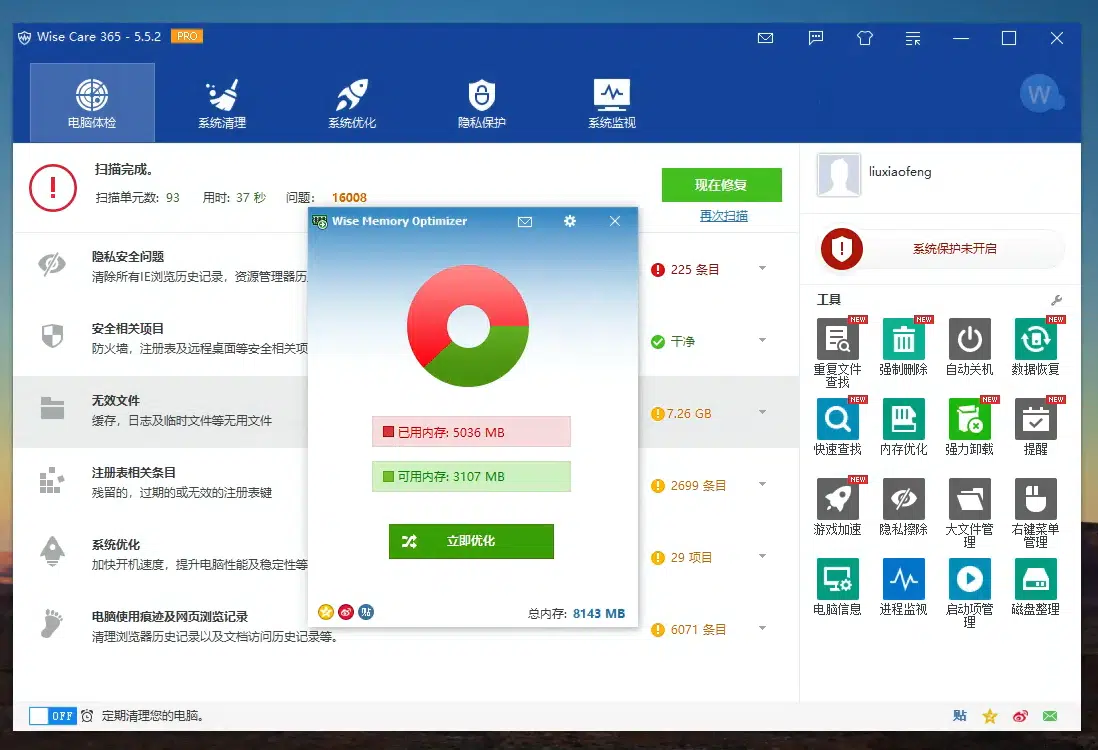 Wise Care 365 - 5.5.2 PRO
电脑体检
系统清理
系统优化
隐私保护
系统监视
W
扫描完成。
扫描单元数: 93 用时: 37 秒 问题: 16008
现在修复
再次扫描
隐私安全问题
清除所有IE浏览历史记录，资源管理器历
225 条目
安全相关项目
防火墙，注册表及远程桌面等安全相关项
干净
无效文件
缓存，日志及临时文件等无用文件
7.26 GB
注册表相关条目
残留的，过期的或无效的注册表键
2699 条目
系统优化
加快开机速度，提升电脑性能及稳定性等
29 项目
电脑使用痕迹及网页浏览记录
清理浏览器历史记录以及文档访问历史记录等。
6071 条目
Wise Memory Optimizer
已用内存: 5036 MB
可用内存: 3107 MB
立即优化
贴
总内存: 8143 MB
liuxiaofeng
系统保护未开启
工具
NEW
重复文件
查找
NEW
强制删除
自动关机
NEW
数据恢复
NEW
快速查找
内存优化
NEW
强力卸载
NEW
提醒
NEW
游戏加速
隐私擦除
大文件管
理
右键菜单
管理
电脑信息
进程监视
启动项管
理
磁盘整理
OFF 定期清理您的电脑。
贴